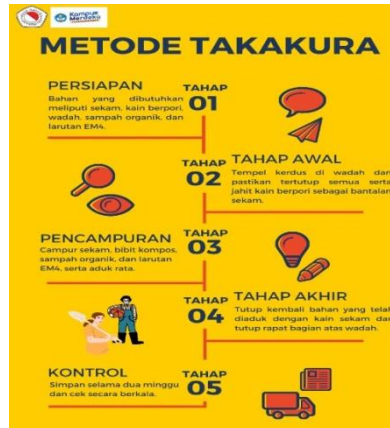 Kampus
Merdeka
METODE TAKAKURA
PERSIAPAN
Bahan yang dibutuhkan
meliputi sekam, kain berpori,
wadah, sampah organik, dan
larutan EM4.
TAHAP
01
TAHAP
02
TAHAP AWAL
Tempel kerdus di wadah dan
pastikan tertutup semua serta
jahit kain berpori sebagai bantalan
sekam.
PENCAMPURAN
Campur sekam, bibit kompos,
sampah organik, dan larutan
EM4, serta aduk rata.
TAHAP
03
TAHAP
04
TAHAP AKHIR
Tutup kembali bahan yang telah
diaduk dengan kain sekam dan
tutup rapat bagian atas wadah.
KONTROL
Simpan selama dua minggu
dan cek secara berkala.
TAHAP
05